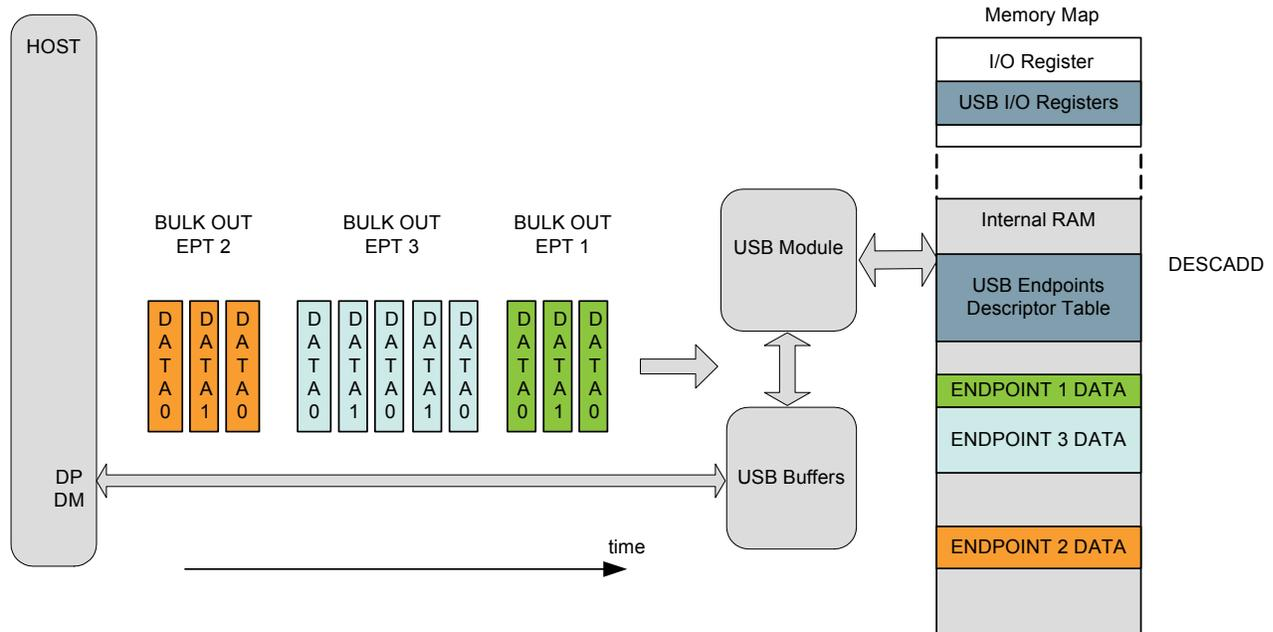 Memory Map
HOST
I/O Register
USB I/O Registers
BULK OUT
EPT 2
BULK OUT
EPT 3
BULK OUT
EPT 1
USB Module
Internal RAM
DESCADD
USB Endpoints
Descriptor Table
DATA0
DATA1
DATA0
DATA0
DATA1
DATA0
DATA1
DATA0
DATA0
DATA1
DATA0
ENDPOINT 1 DATA
ENDPOINT 3 DATA
DP
DM
USB Buffers
time
ENDPOINT 2 DATA